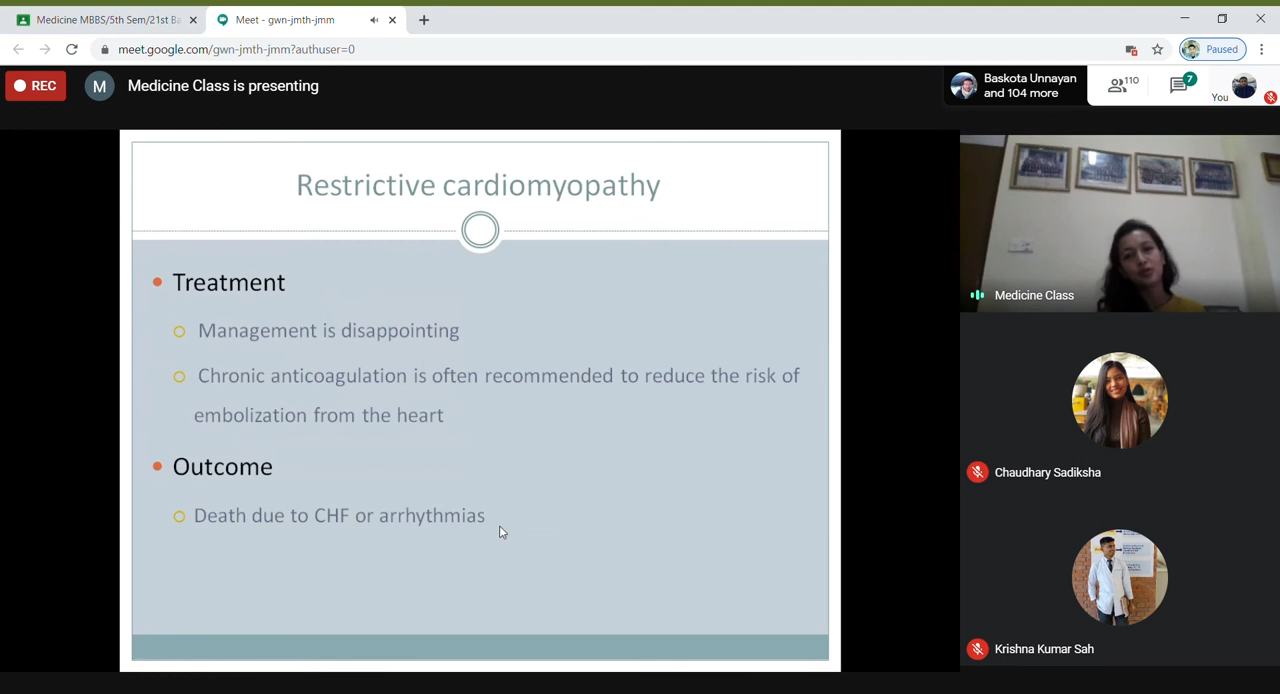 Medicine MBBS/5th Sem/21st Ba
Meet - gwn-jmth-jmm
meet.google.com/gwn-jmth-jmm?authuser=0
Paused
REC
M
Medicine Class is presenting
Baskota Unnayan
and 104 more
110
7
You
Restrictive cardiomyopathy
Treatment
Management is disappointing
Chronic anticoagulation is often recommended to reduce the risk of
embolization from the heart
Outcome
Death due to CHF or arrhythmias
Medicine Class
Chaudhary Sadiksha
Krishna Kumar Sah